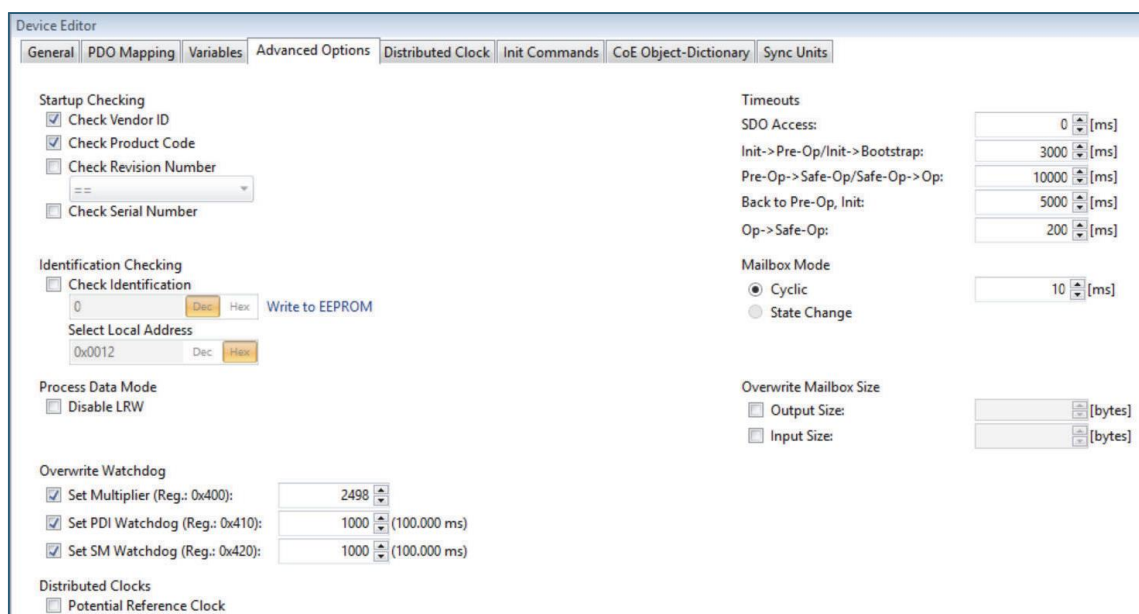 Device Editor
General PDO Mapping Variables Advanced Options Distributed Clock Init Commands CoE Object-Dictionary Sync Units
Startup Checking
Check Vendor ID
Check Product Code
Check Revision Number
==
Check Serial Number
Identification Checking
Check Identification
0 Dec Hex Write to EEPROM
Select Local Address
0x0012 Dec Hex
Process Data Mode
Disable LRW
Overwrite Watchdog
Set Multiplier (Reg.: 0x400): 2498
Set PDI Watchdog (Reg.: 0x410): 1000 (100.000 ms)
Set SM Watchdog (Reg.: 0x420): 1000 (100.000 ms)
Distributed Clocks
Potential Reference Clock
Timeouts
SDO Access: 0 [ms]
Init->Pre-Op/Init->Bootstrap: 3000 [ms]
Pre-Op->Safe-Op/Safe-Op->Op: 10000 [ms]
Back to Pre-Op, Init: 5000 [ms]
Op->Safe-Op: 200 [ms]
Mailbox Mode
Cyclic 10 [ms]
State Change
Overwrite Mailbox Size
Output Size: [bytes]
Input Size: [bytes]